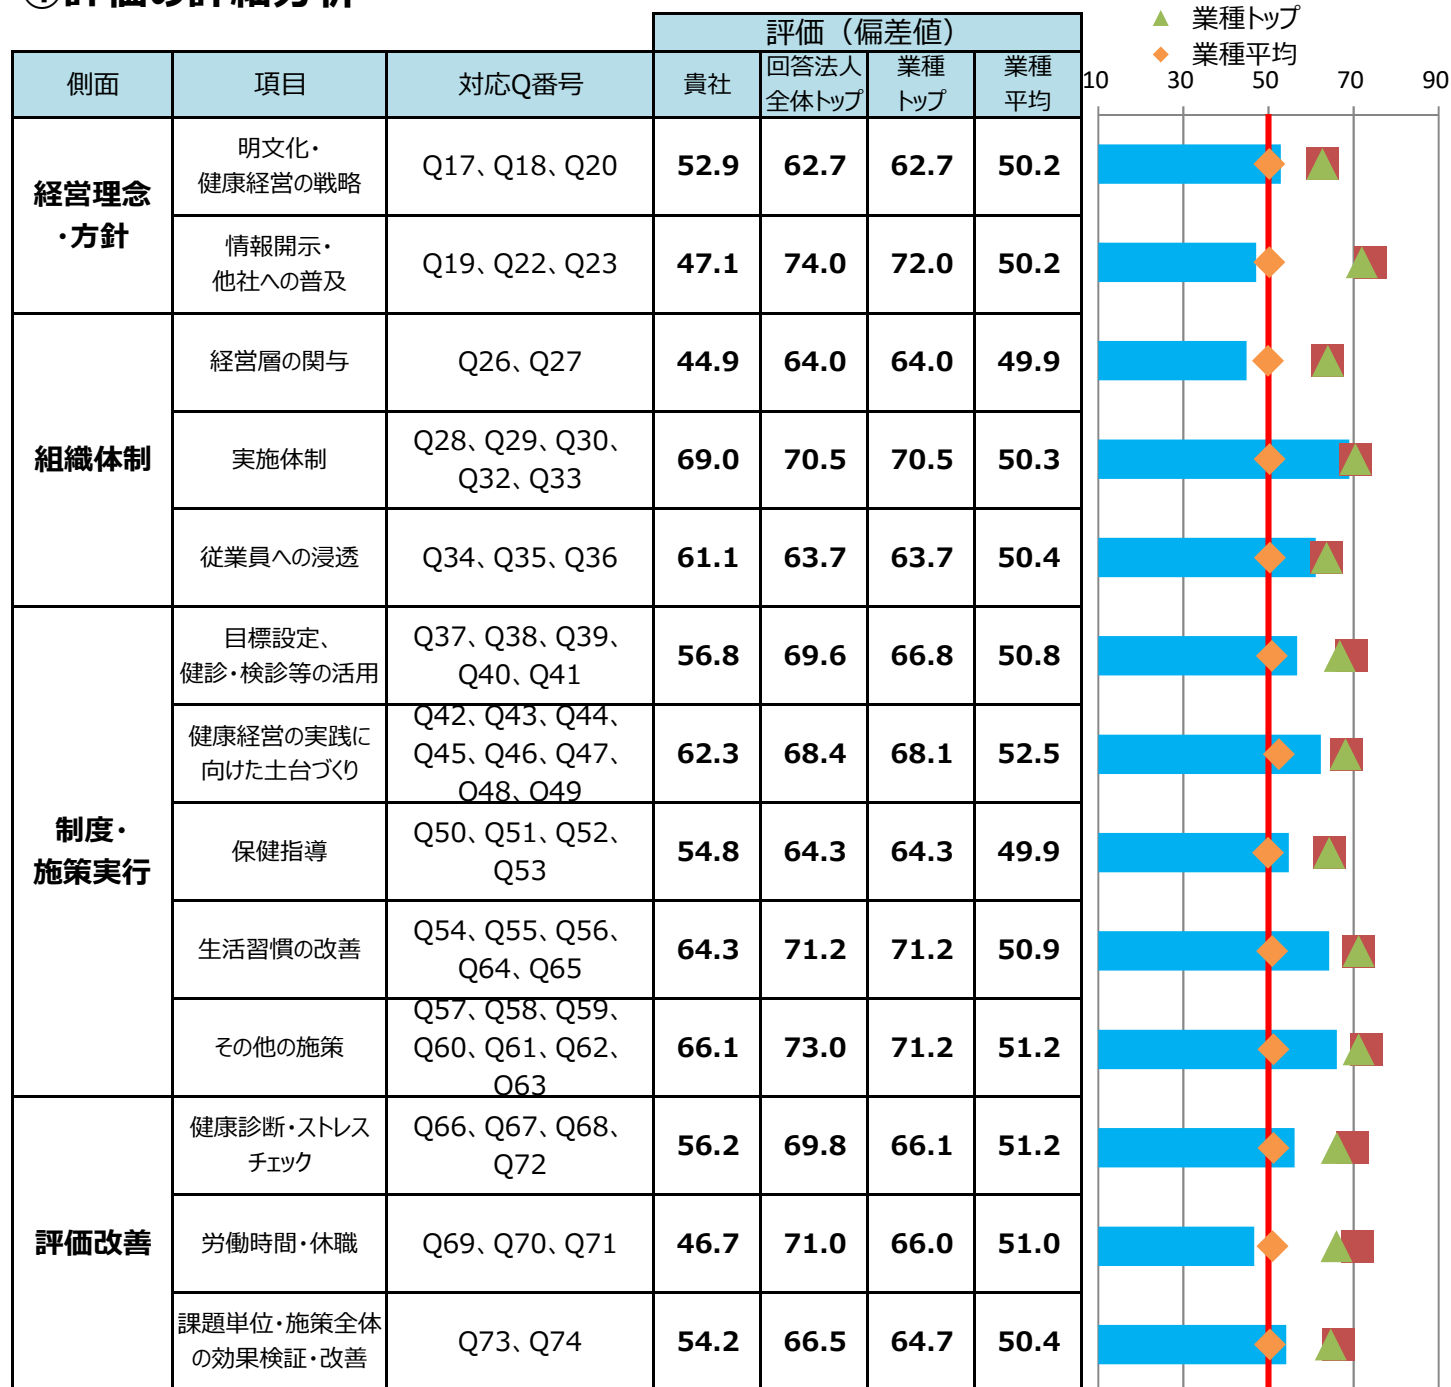 ①評価の詳細分析
業種トップ
業種平均
評価（偏差値）
側面 項目 対応Q番号 貴社 回答法人全体トップ 業種トップ 業種平均
10 30 50 70 90
経営理念・方針
明文化・健康経営の戦略 Q17、Q18、Q20 52.9 62.7 62.7 50.2
情報開示・他社への普及 Q19、Q22、Q23 47.1 74.0 72.0 50.2
組織体制
経営層の関与 Q26、Q27 44.9 64.0 64.0 49.9
実施体制 Q28、Q29、Q30、Q32、Q33 69.0 70.5 70.5 50.3
従業員への浸透 Q34、Q35、Q36 61.1 63.7 63.7 50.4
制度・施策実行
目標設定、健診・検診等の活用 Q37、Q38、Q39、Q40、Q41 56.8 69.6 66.8 50.8
健康経営の実践に向けた土台づくり Q42、Q43、Q44、Q45、Q46、Q47、Q48、Q49 62.3 68.4 68.1 52.5
保健指導 Q50、Q51、Q52、Q53 54.8 64.3 64.3 49.9
生活習慣の改善 Q54、Q55、Q56、Q64、Q65 64.3 71.2 71.2 50.9
その他の施策 Q57、Q58、Q59、Q60、Q61、Q62、Q63 66.1 73.0 71.2 51.2
評価改善
健康診断・ストレスチェック Q66、Q67、Q68、Q72 56.2 69.8 66.1 51.2
労働時間・休職 Q69、Q70、Q71 46.7 71.0 66.0 51.0
課題単位・施策全体の効果検証・改善 Q73、Q74 54.2 66.5 64.7 50.4